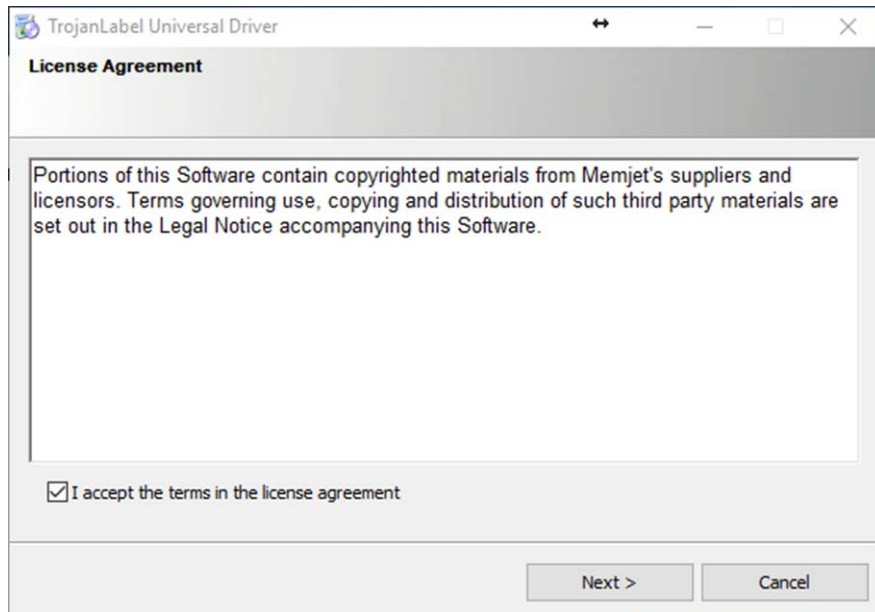 TrojanLabel Universal Driver
License Agreement
Portions of this Software contain copyrighted materials from Memjet's suppliers and
licensors. Terms governing use, copying and distribution of such third party materials are
set out in the Legal Notice accompanying this Software.
I accept the terms in the license agreement
Next >
Cancel